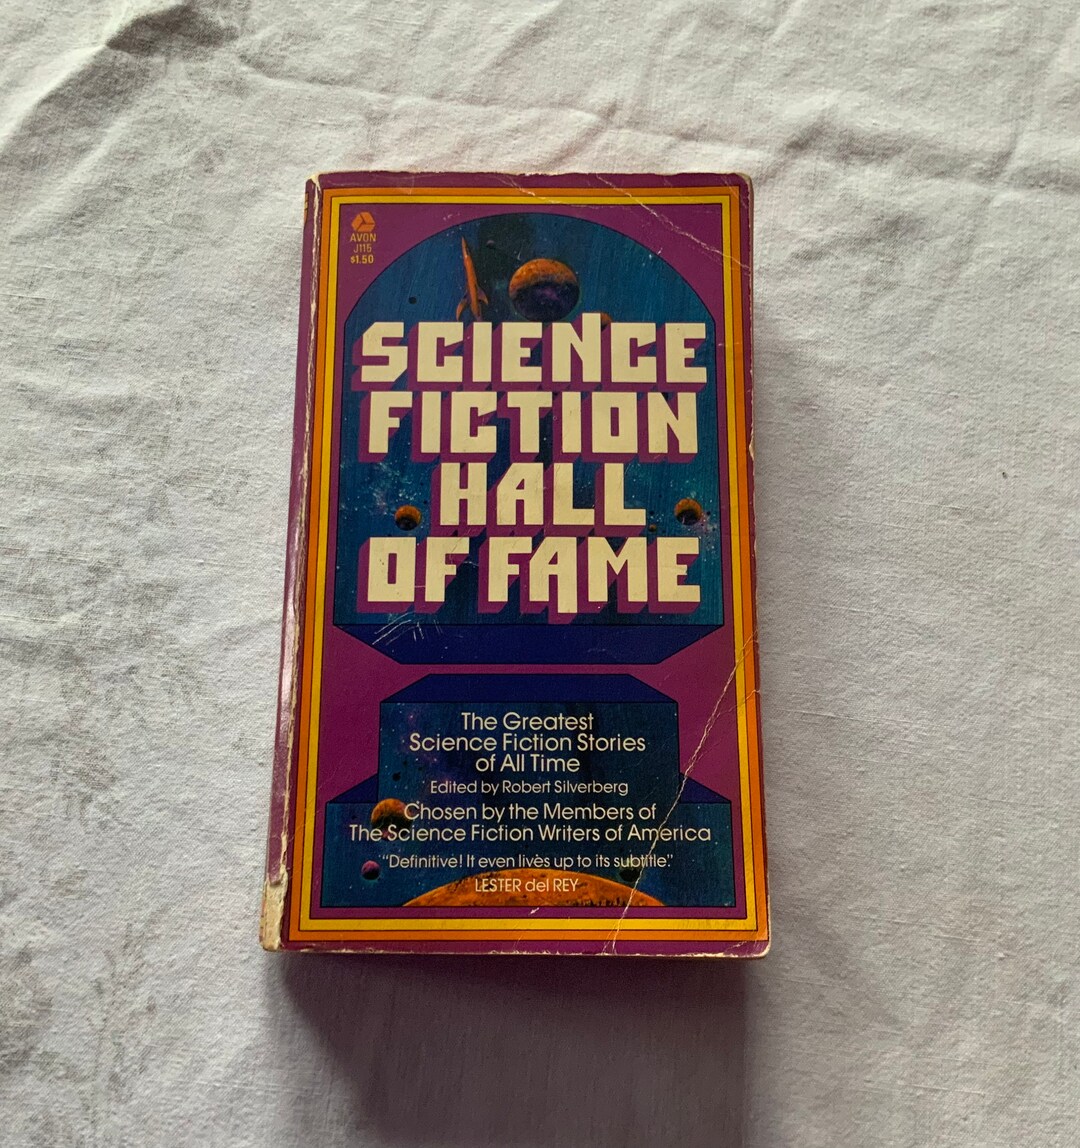 AVON
J115
$1.50
SCIENCE
FICTION
HALL
OF FAME
The Greatest
Science Fiction Stories
of All Time
Edited by Robert Silverberg
Chosen by the Members of
The Science Fiction Writers of America
"Definitive! It even lives up to its subtitle."
LESTER del REY